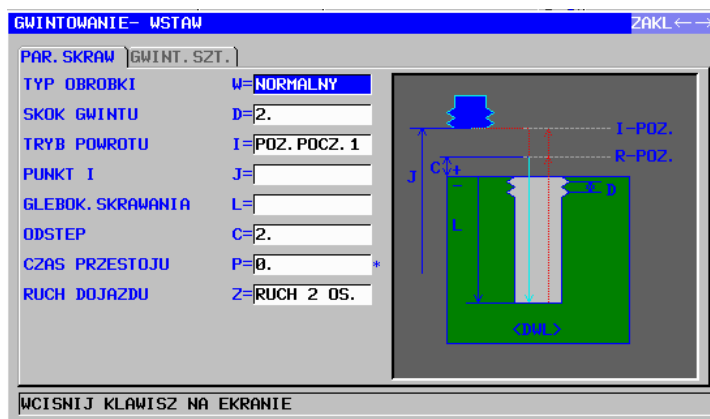 GWINTOWANIE- WSTAW ZAKL←→
PAR.SKRAW GWINT.SZT.
TYP OBROBKI W=NORMALNY
SKOK GWINTU D=2.
TRYB POWROTU I=POZ.POCZ.1
PUNKT I J=
GLEBOK.SKRAWANIA L=
ODSTEP C=2.
CZAS PRZESTOJU P=0. *
RUCH DOJAZDU Z=RUCH 2 OS.
I-POZ.
R-POZ.
C +
J − D
L
<DWL>
WCISNIJ KLAWISZ NA EKRANIE